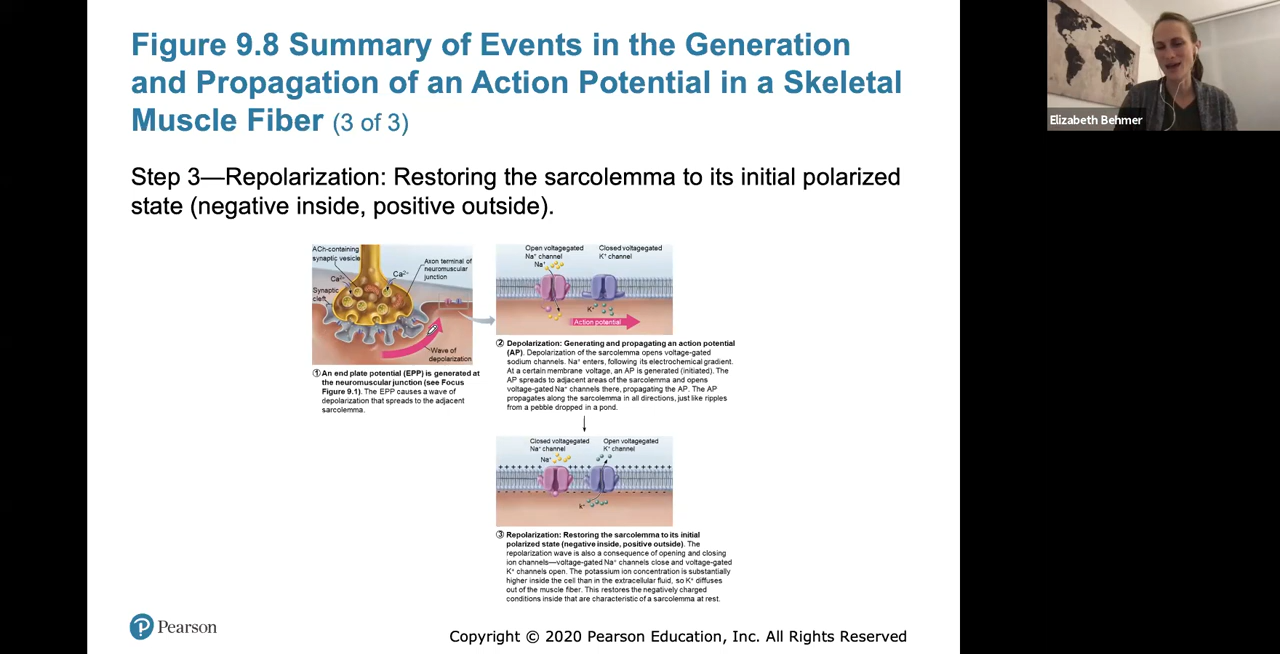 Figure 9.8 Summary of Events in the Generation
and Propagation of an Action Potential in a Skeletal
Muscle Fiber (3 of 3)
Elizabeth Behmer
Step 3—Repolarization: Restoring the sarcolemma to its initial polarized
state (negative inside, positive outside).
ACh-containing
synaptic vesicle
Ca²⁺
Ca²⁺
Axon terminal of
neuromuscular
junction
Synaptic
cleft
Wave of
depolarization
① An end plate potential (EPP) is generated at
the neuromuscular junction (see Focus
Figure 9.1). The EPP causes a wave of
depolarization that spreads to the adjacent
sarcolemma.
Open voltagegated
Na⁺ channel
Closed voltagegated
K⁺ channel
Na⁺
K⁺
Action potential
② Depolarization: Generating and propagating an action potential
(AP). Depolarization of the sarcolemma opens voltage-gated
sodium channels. Na⁺ enters, following its electrochemical gradient.
At a certain membrane voltage, an AP is generated (initiated). The
AP spreads to adjacent areas of the sarcolemma and opens
voltage-gated Na⁺ channels there, propagating the AP. The AP
propagates along the sarcolemma in all directions, just like ripples
from a pebble dropped in a pond.
Closed voltagegated
Na⁺ channel
Open voltagegated
K⁺ channel
Na⁺
K⁺
③ Repolarization: Restoring the sarcolemma to its initial
polarized state (negative inside, positive outside). The
repolarization wave is also a consequence of opening and closing
ion channels—voltage-gated Na⁺ channels close and voltage-gated
K⁺ channels open. The potassium ion concentration is substantially
higher inside the cell than in the extracellular fluid, so K⁺ diffuses
out of the muscle fiber. This restores the negatively charged
conditions inside that are characteristic of a sarcolemma at rest.
Pearson
Copyright © 2020 Pearson Education, Inc. All Rights Reserved